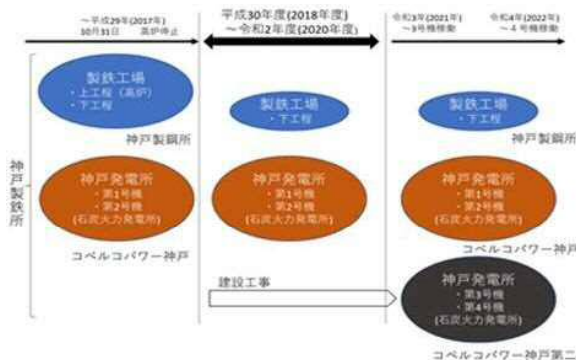 ～平成29年(2017年)
10月31日　高炉停止
平成30年度(2018年度)
～令和2年度(2020年度)
令和3年(2021年)
～3号機稼働
令和4年(2022年)
～４号機稼働
製鉄工場
・上工程（高炉）
・下工程
神戸製鋼所
製鉄工場
・下工程
製鉄工場
・下工程
神戸製鋼所
神戸製鉄所
神戸発電所
・第1号機
・第2号機
(石炭火力発電所)
コベルコパワー神戸
神戸発電所
・第1号機
・第2号機
(石炭火力発電所)
神戸発電所
・第1号機
・第2号機
(石炭火力発電所)
コベルコパワー神戸
建設工事
神戸発電所
・第3号機
・第4号機
(石炭火力発電所)
コベルコパワー神戸第二